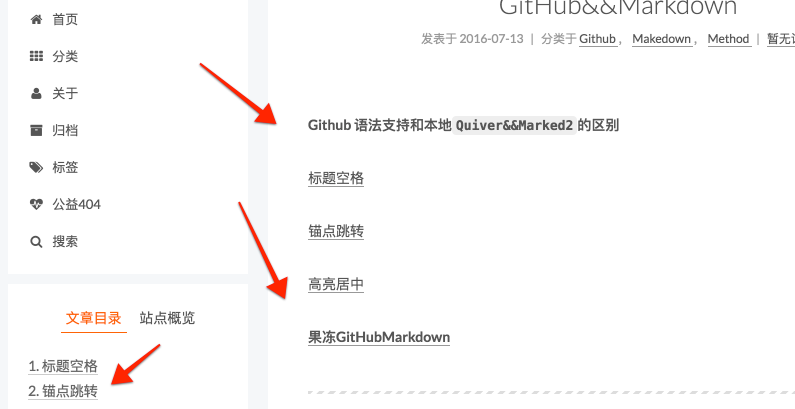 首页
分类
关于
归档
标签
公益404
搜索
文章目录 站点概览
1. 标题空格
2. 锚点跳转
GitHub&&Markdown
发表于 2016-07-13 | 分类于 Github , Makedown , Method | 暂无
Github 语法支持和本地 Quiver&&Marked2 的区别
标题空格
锚点跳转
高亮居中
果冻GitHubMarkdown